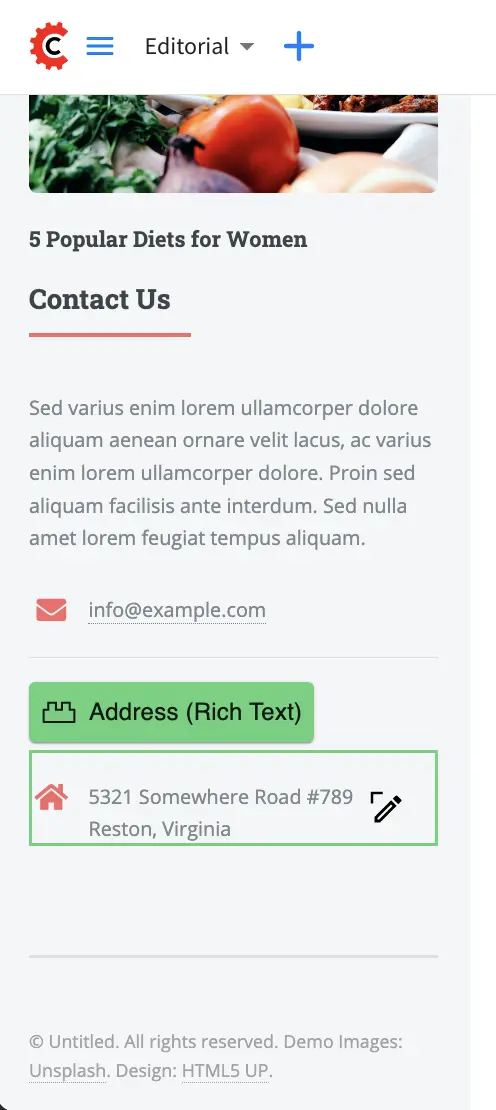 C
Editorial
5 Popular Diets for Women
Contact Us
Sed varius enim lorem ullamcorper dolore
aliquam aenean ornare velit lacus, ac varius
enim lorem ullamcorper dolore. Proin sed
aliquam facilisis ante interdum. Sed nulla
amet lorem feugiat tempus aliquam.
info@example.com
Address (Rich Text)
5321 Somewhere Road #789
Reston, Virginia
© Untitled. All rights reserved. Demo Images:
Unsplash. Design: HTML5 UP.